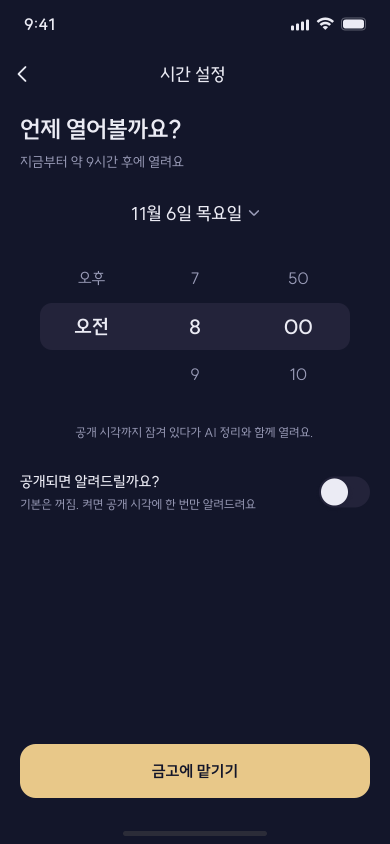 9:41
시간 설정
언제 열어볼까요?
지금부터 약 9시간 후에 열려요
11월 6일 목요일
오후 7 50
오전 8 00
9 10
공개 시각까지 잠겨 있다가 AI 정리와 함께 열려요.
공개되면 알려드릴까요?
기본은 꺼짐. 켜면 공개 시각에 한 번만 알려드려요
금고에 맡기기